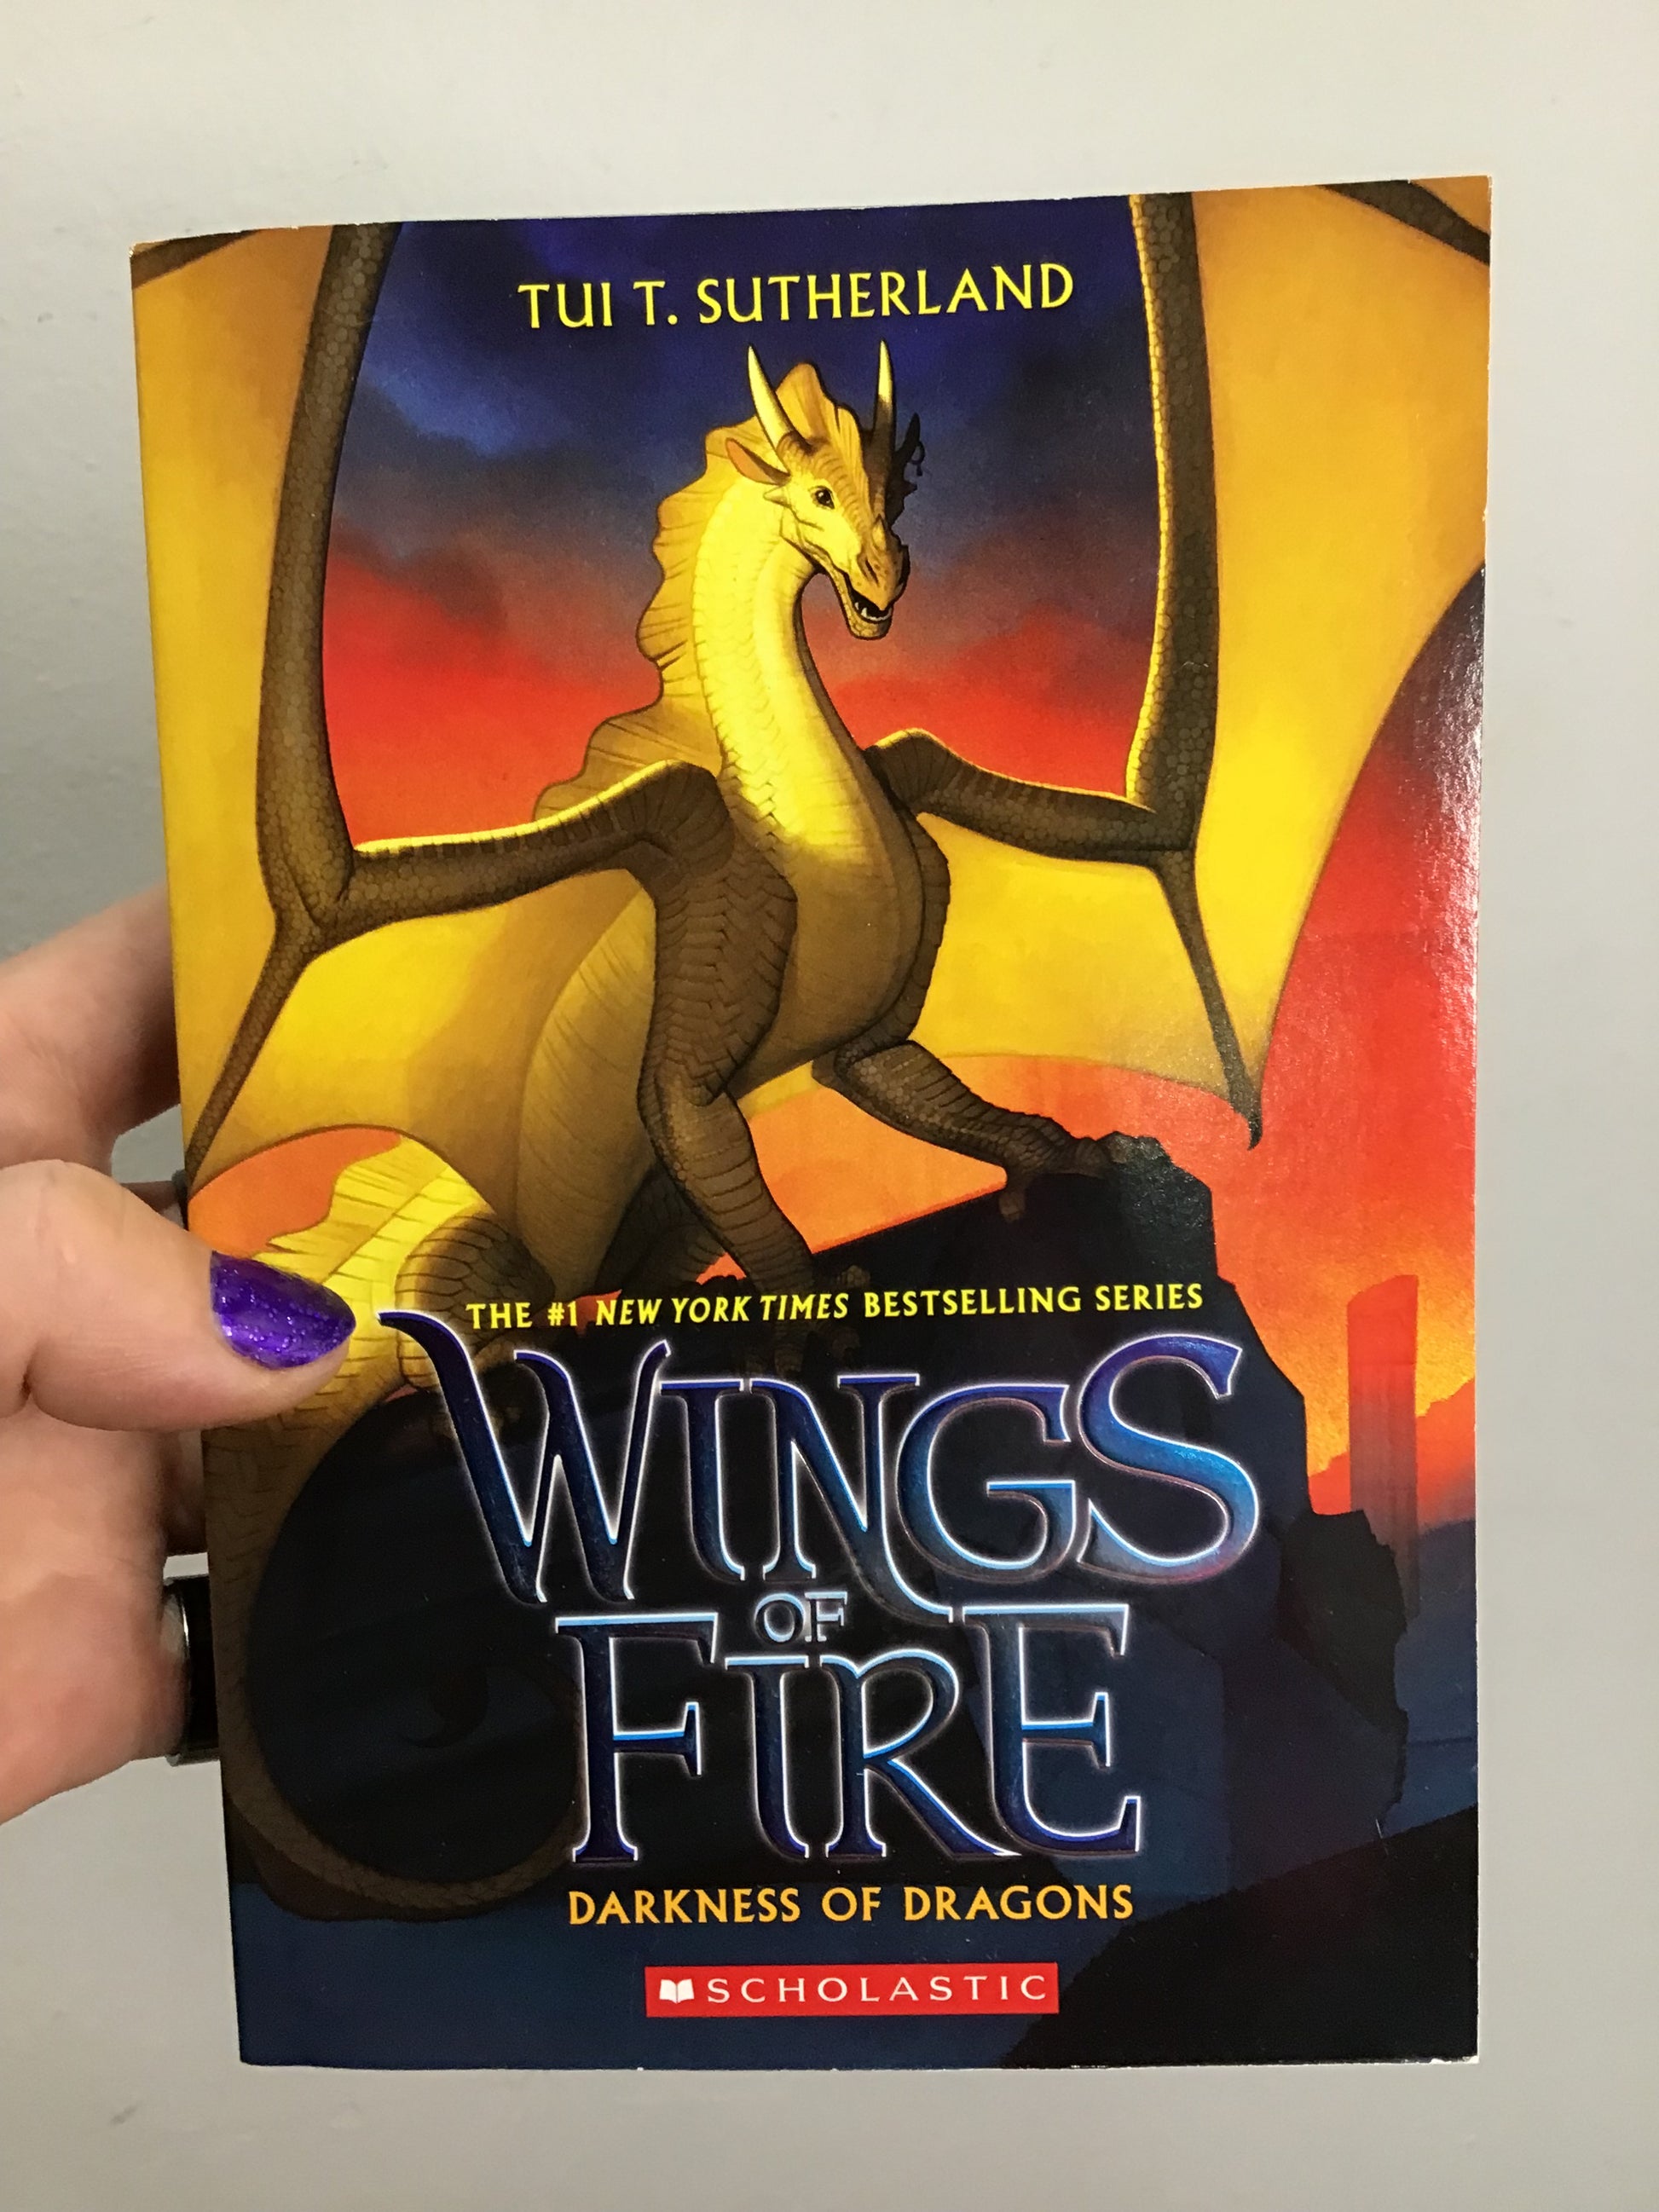 TUI T. SUTHERLAND
THE #1 NEW YORK TIMES BESTSELLING SERIES
WINGS
OF
FIRE
DARKNESS OF DRAGONS
SCHOLASTIC